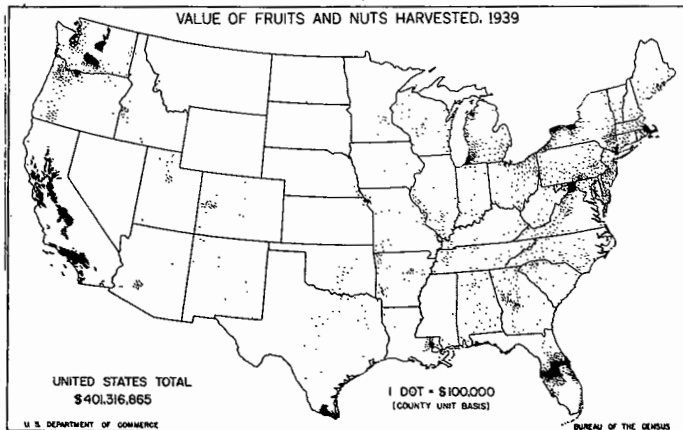 VALUE OF FRUITS AND NUTS HARVESTED, 1939
UNITED STATES TOTAL
$401,316,865
1 DOT = $100,000
(COUNTY UNIT BASIS)
U. S. DEPARTMENT OF COMMERCE
BUREAU OF THE CENSUS